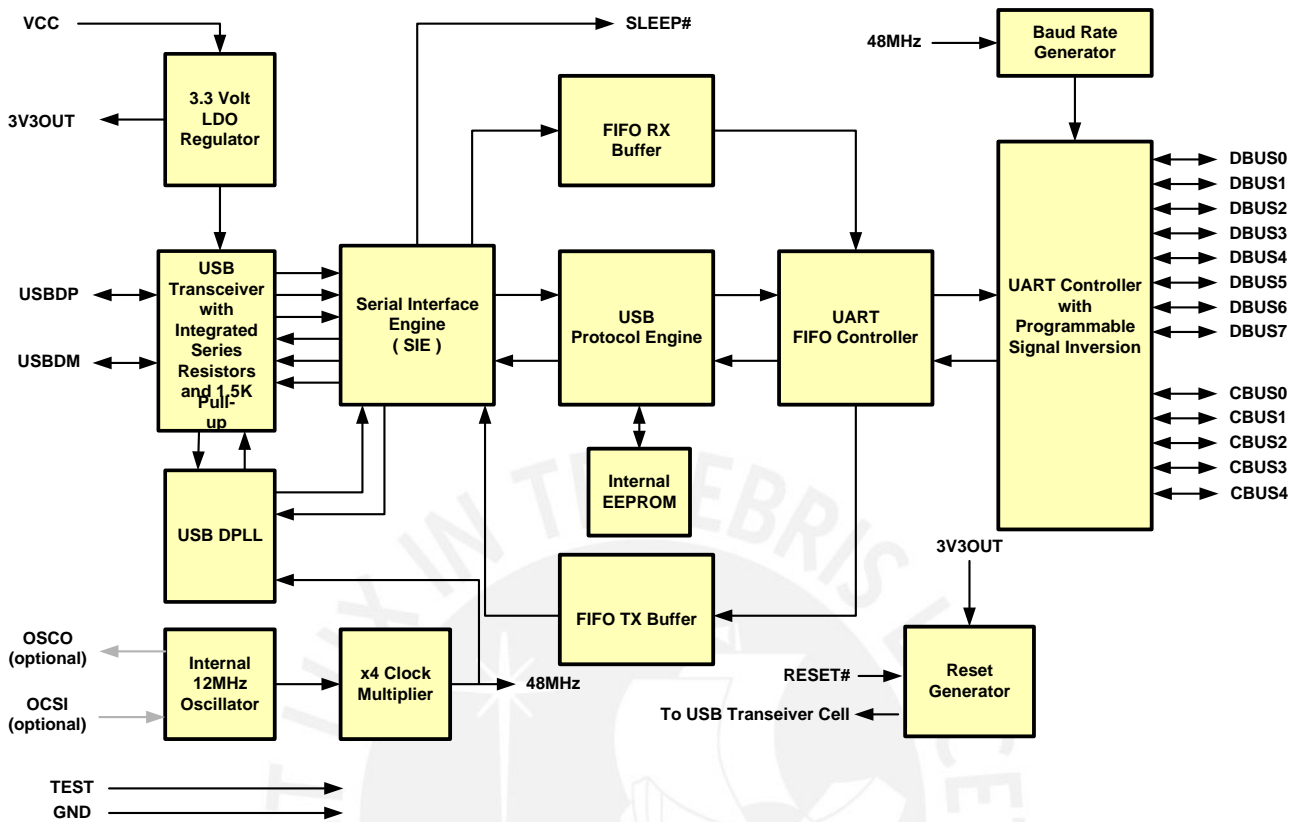 VCC
SLEEP#
48MHz
Baud Rate
Generator
3.3 Volt
LDO
Regulator
3V3OUT
FIFO RX
Buffer
DBUS0
DBUS1
DBUS2
DBUS3
DBUS4
DBUS5
DBUS6
DBUS7
USB
Transceiver
with
Integrated
Series
Resistors
and 1.5K
Pull-
up
USBDP
USBDM
Serial Interface
Engine
( SIE )
USB
Protocol Engine
UART
FIFO Controller
UART Controller
with
Programmable
Signal Inversion
CBUS0
CBUS1
CBUS2
CBUS3
CBUS4
Internal
EEPROM
USB DPLL
3V3OUT
FIFO TX Buffer
OSCO
(optional)
OCSI
(optional)
Internal
12MHz
Oscillator
x4 Clock
Multiplier
48MHz
RESET#
Reset
Generator
To USB Transeiver Cell
TEST
GND